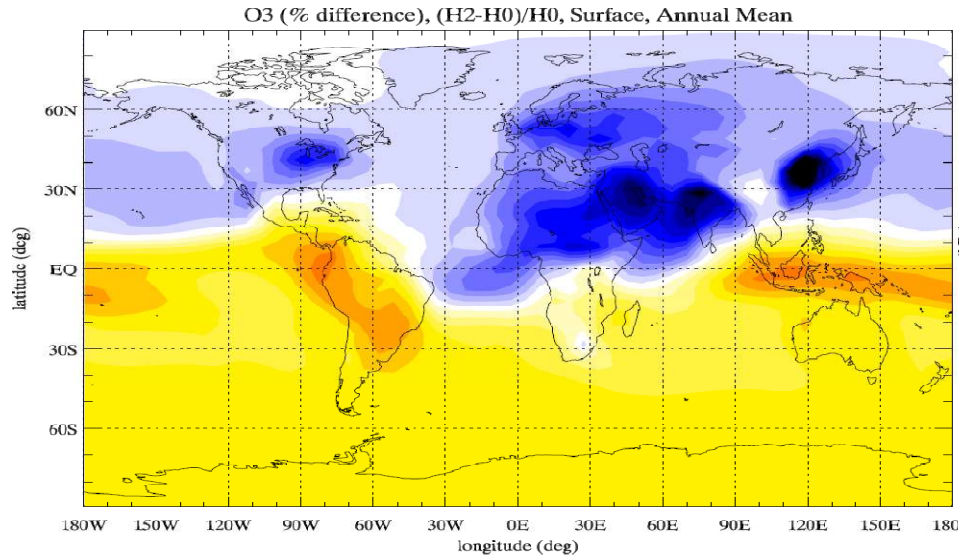 O3 (% difference), (H2-H0)/H0, Surface, Annual Mean
latitude (deg)
60N
30N
EQ
30S
60S
180W 150W 120W 90W 60W 30W 0E 30E 60E 90E 120E 150E 180
longitude (deg)